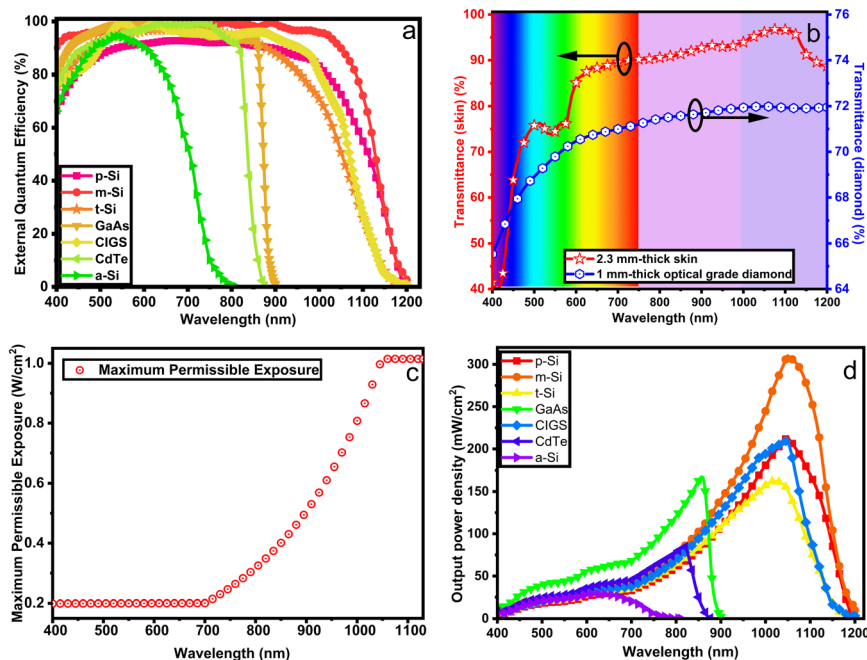 a
External Quantum Efficiency (%)
100
80
60
40
20
0
p-Si
m-Si
t-Si
GaAs
CIGS
CdTe
a-Si
400 500 600 700 800 900 1000 1100 1200
Wavelength (nm)
b
Transmittance (skin) (%)
100
90
80
70
60
50
40
2.3 mm-thick skin
1 mm-thick optical grade diamond
76
74
72
70
68
66
64
Transmittance (diamond) (%)
400 500 600 700 800 900 1000 1100 1200
Wavelength (nm)
c
Maximum Permissible Exposure (W/cm²)
1.0
0.8
0.6
0.4
0.2
Maximum Permissible Exposure
400 500 600 700 800 900 1000 1100
Wavelength (nm)
d
Output power density (mW/cm²)
300
250
200
150
100
50
0
p-Si
m-Si
t-Si
GaAs
CIGS
CdTe
a-Si
400 500 600 700 800 900 1000 1100 1200
Wavelength (nm)